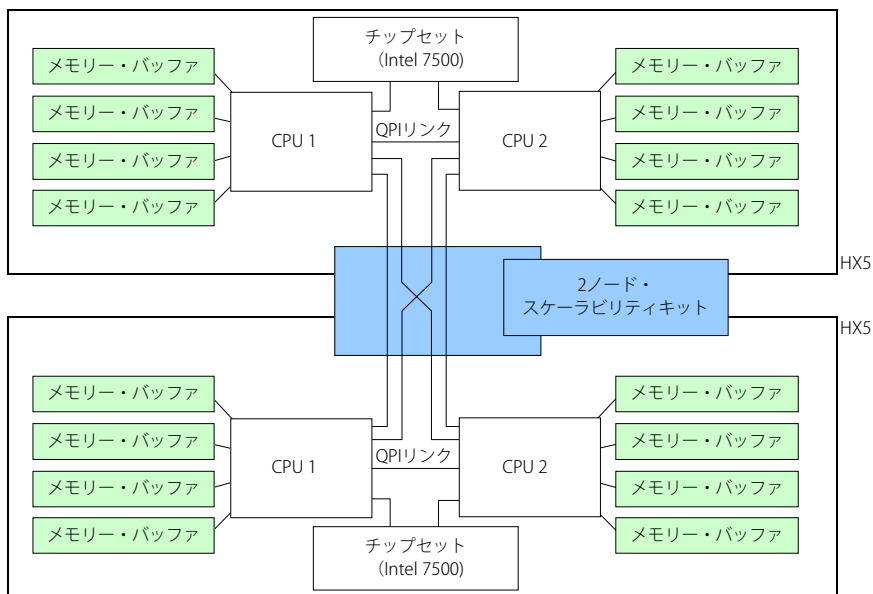 チップセット
（Intel 7500)
メモリー・バッファ
メモリー・バッファ
メモリー・バッファ
メモリー・バッファ
CPU 1
QPIリンク
CPU 2
メモリー・バッファ
メモリー・バッファ
メモリー・バッファ
メモリー・バッファ
HX5
2ノード・
スケーラビリティキット
HX5
メモリー・バッファ
メモリー・バッファ
メモリー・バッファ
メモリー・バッファ
CPU 1
QPIリンク
CPU 2
メモリー・バッファ
メモリー・バッファ
メモリー・バッファ
メモリー・バッファ
チップセット
（Intel 7500)